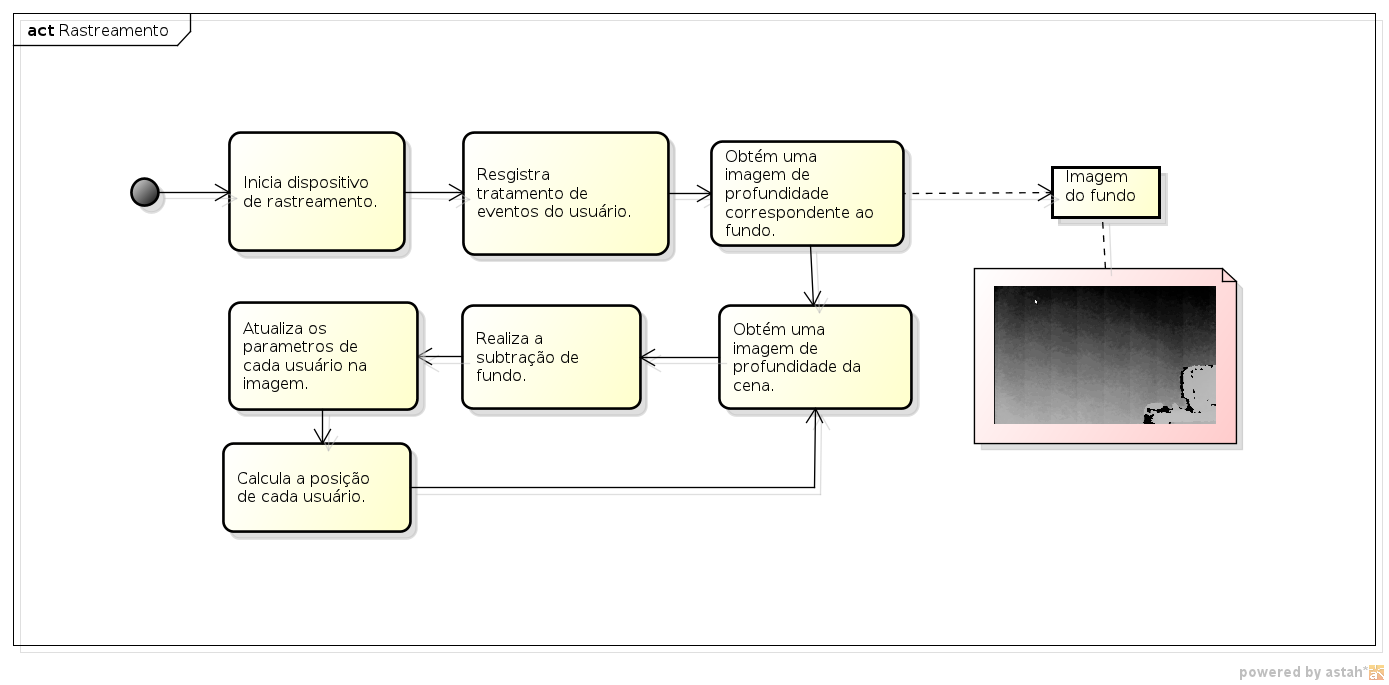 act Rastreamento
Inicia dispositivo
de rastreamento.
Resgistra
tratamento de
eventos do usuário.
Obtém uma
imagem de
profundidade
correspondente ao
fundo.
Imagem
do fundo
Atualiza os
parametros de
cada usuário na
imagem.
Realiza a
subtração de
fundo.
Obtém uma
imagem de
profundidade da
cena.
Calcula a posição
de cada usuário.
powered by astah*